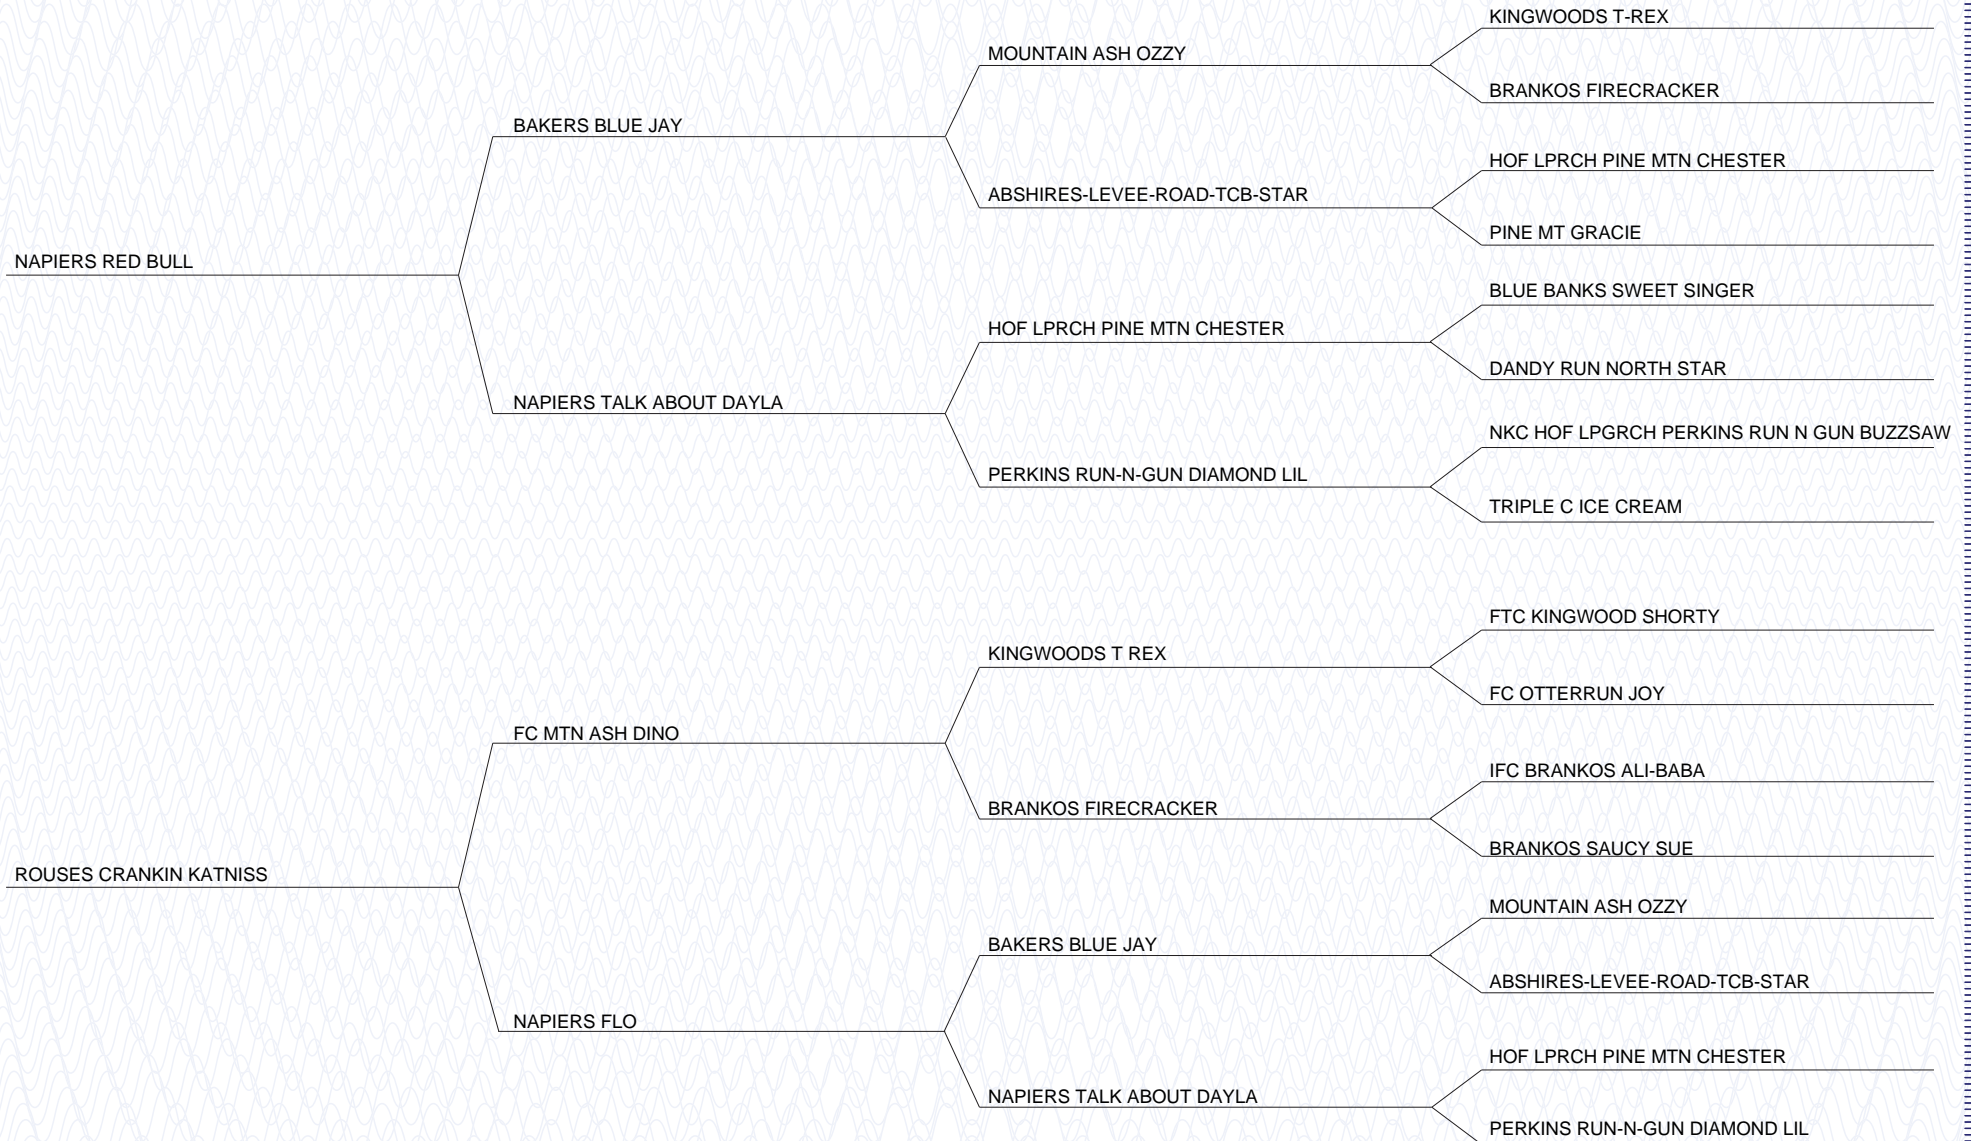 KINGWOODS T-REX
MOUNTAIN ASH OZZY
BRANKOS FIRECRACKER
BAKERS BLUE JAY
HOF LPRCH PINE MTN CHESTER
ABSHIRES-LEVEE-ROAD-TCB-STAR
PINE MT GRACIE
NAPIERS RED BULL
BLUE BANKS SWEET SINGER
HOF LPRCH PINE MTN CHESTER
DANDY RUN NORTH STAR
NAPIERS TALK ABOUT DAYLA
NKC HOF LPGRCH PERKINS RUN N GUN BUZZSAW
PERKINS RUN-N-GUN DIAMOND LIL
TRIPLE C ICE CREAM
FTC KINGWOOD SHORTY
KINGWOODS T REX
FC OTTERRUN JOY
FC MTN ASH DINO
IFC BRANKOS ALI-BABA
BRANKOS FIRECRACKER
BRANKOS SAUCY SUE
ROUSES CRANKIN KATNISS
MOUNTAIN ASH OZZY
BAKERS BLUE JAY
ABSHIRES-LEVEE-ROAD-TCB-STAR
NAPIERS FLO
HOF LPRCH PINE MTN CHESTER
NAPIERS TALK ABOUT DAYLA
PERKINS RUN-N-GUN DIAMOND LIL